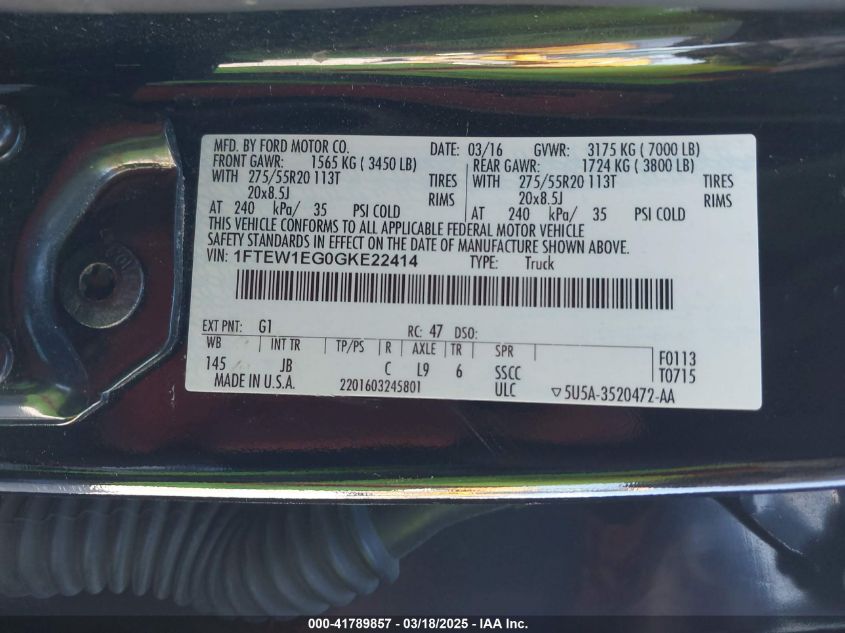 MFD. BY FORD MOTOR CO. DATE: 03/16 GVWR: 3175 KG ( 7000 LB)
FRONT GAWR: 1565 KG ( 3450 LB) REAR GAWR: 1724 KG ( 3800 LB)
WITH 275/55R20 113T TIRES WITH 275/55R20 113T TIRES
20x8.5J RIMS 20x8.5J RIMS
AT 240 kPa/ 35 PSI COLD AT 240 kPa/ 35 PSI COLD
THIS VEHICLE CONFORMS TO ALL APPLICABLE FEDERAL MOTOR VEHICLE
SAFETY STANDARDS IN EFFECT ON THE DATE OF MANUFACTURE SHOWN ABOVE.
VIN: 1FTEW1EG0GKE22414 TYPE: Truck
EXT PNT: G1 RC: 47 DSO:
WB INT TR TP/PS R AXLE TR SPR F0113
145 JB C L9 6 SSCC T0715
MADE IN U.S.A. 2201603245801 ULC ▽5U5A-3520472-AA
000-41789857 - 03/18/2025 - IAA Inc.